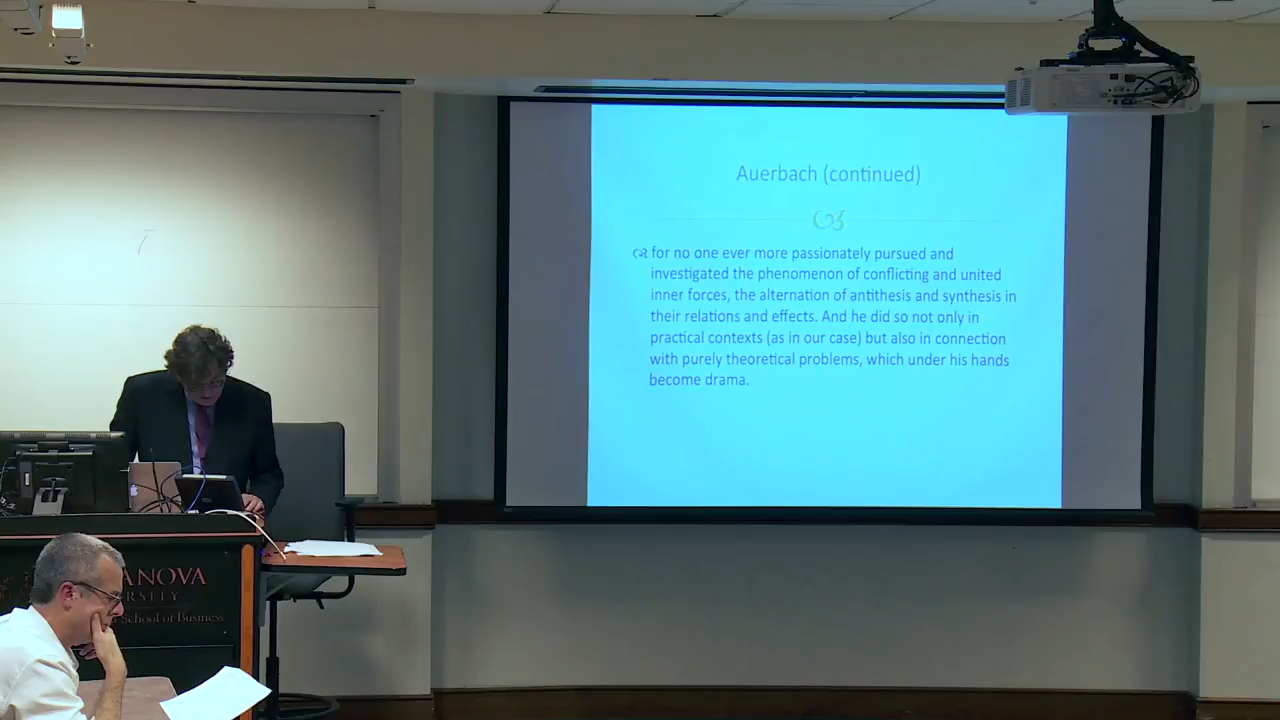 Auerbach (continued)
for no one ever more passionately pursued and
investigated the phenomenon of conflicting and united
inner forces, the alternation of antithesis and synthesis in
their relations and effects. And he did so not only in
practical contexts (as in our case) but also in connection
with purely theoretical problems, which under his hands
become drama.
ANOVA
RSITY
School of Business